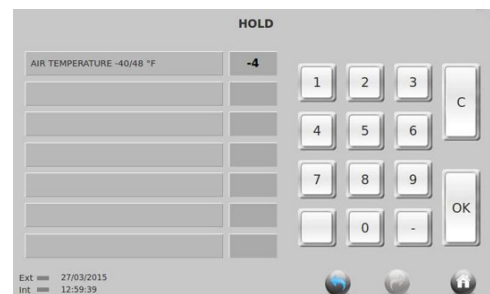 HOLD
AIR TEMPERATURE -40/48 °F
-4
1 2 3 C
4 5 6
7 8 9 OK
0 -
Ext 27/03/2015
Int 12:59:39